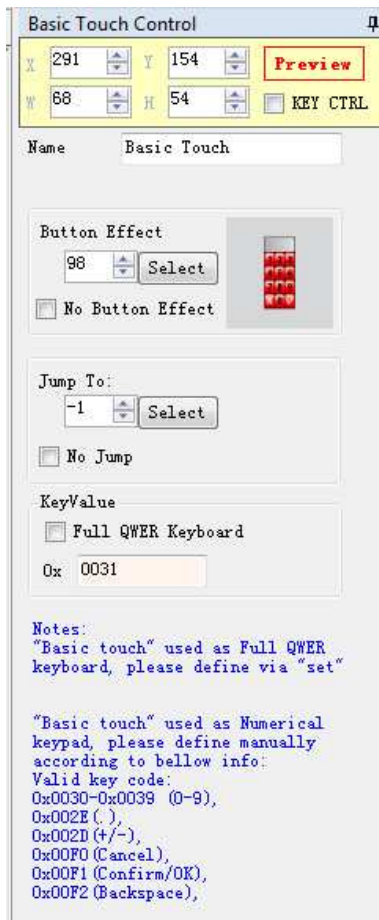 Basic Touch Control
X 291 Y 154 Preview
W 68 H 54 KEY CTRL
Name Basic Touch
Button Effect
98 Select
No Button Effect
Jump To:
-1 Select
No Jump
KeyValue
Full QWER Keyboard
0x 0031
Notes:
"Basic touch" used as Full QWER
keyboard, please define via "set"
"Basic touch" used as Numerical
keypad, please define manually
according to bellow info:
Valid key code:
0x0030-0x0039 (0-9),
0x002E(.),
0x002D(+/-),
0x00F0(Cancel),
0x00F1(Confirm/OK),
0x00F2(Backspace),